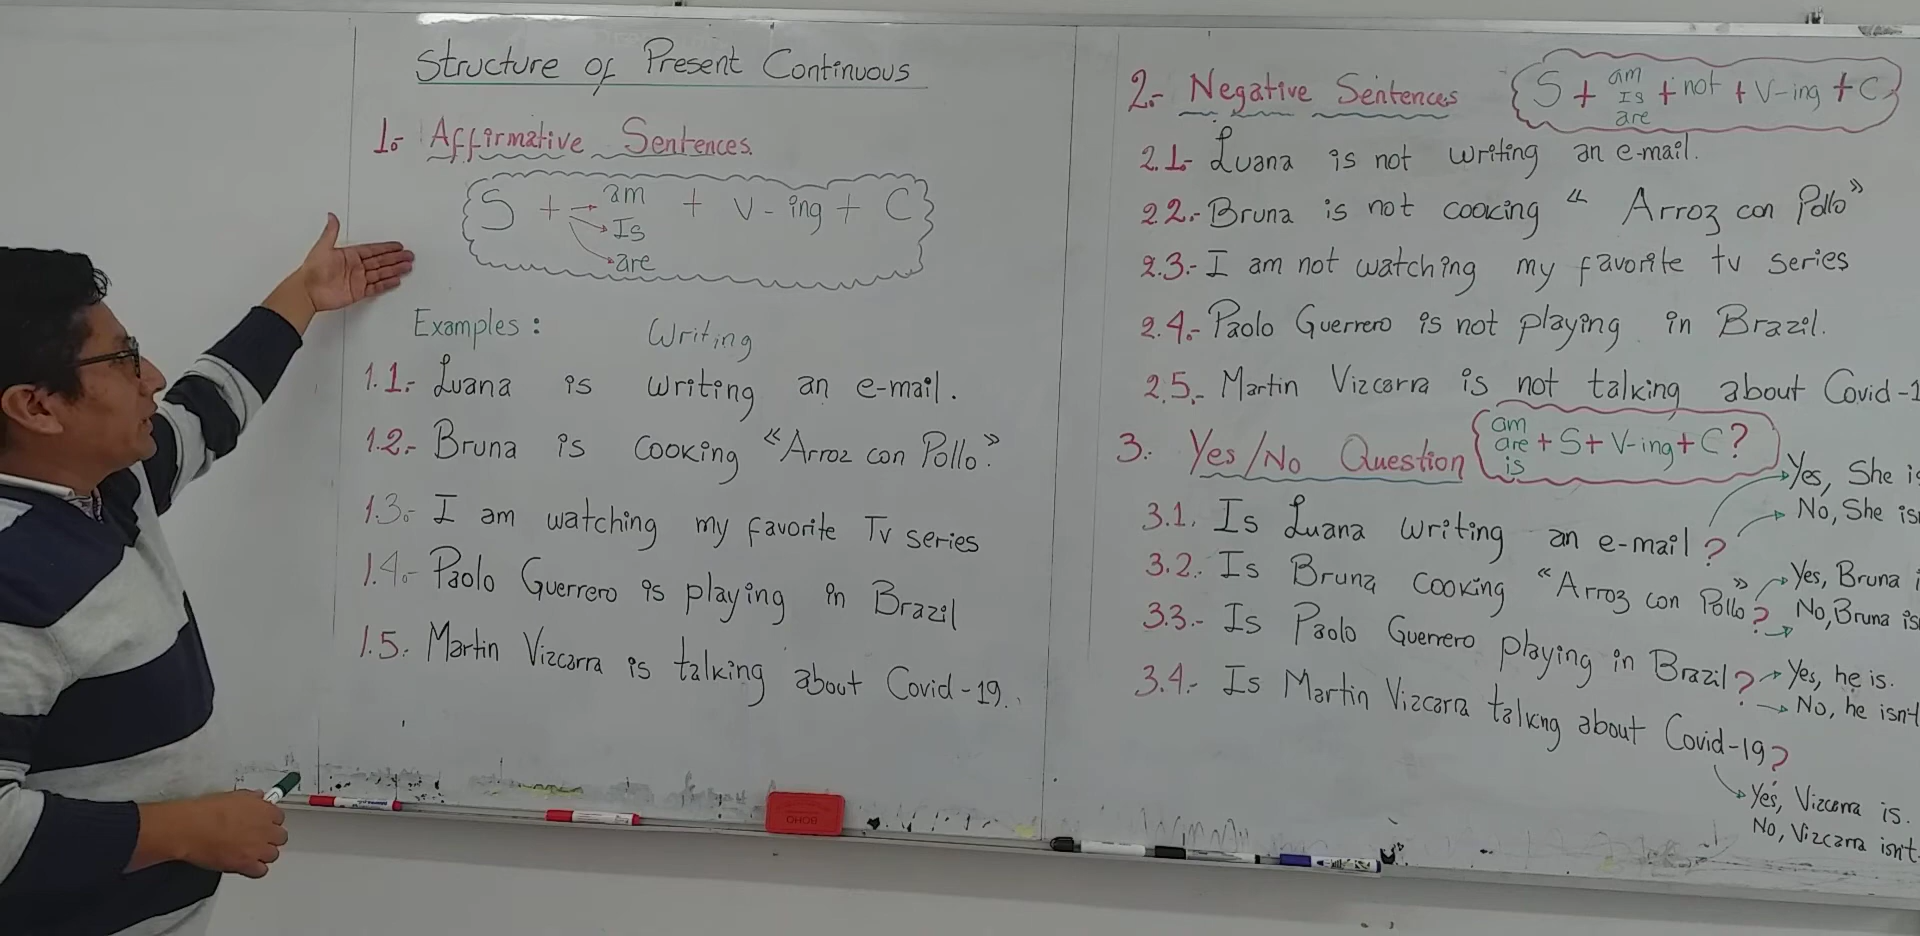 Structure of Present Continuous
1.- Affirmative Sentences.
S + am + V-ing + C
Is
are
Examples: Writing
1.1.- Luana is writing an e-mail.
1.2.- Bruna is cooking "Arroz con Pollo".
1.3.- I am watching my favorite Tv series
1.4.- Paolo Guerrero is playing in Brazil
1.5. Martin Vizcarra is talking about Covid-19.
2.- Negative Sentences
S + am + not + V-ing + C
Is
are
2.1.- Luana is not writing an e-mail.
2.2.- Bruna is not cooking "Arroz con Pollo"
2.3.- I am not watching my favorite tv series
2.4.- Paolo Guerrero is not playing in Brazil.
2.5.- Martin Vizcarra is not talking about Covid-1
3.- Yes/No Question
am
are + S + V-ing + C?
is
3.1. Is Luana writing an e-mail?
Yes, She is
No, She isn
3.2.- Is Bruna cooking "Arroz con Pollo"?
Yes, Bruna i
No, Bruna is
3.3.- Is Paolo Guerrero playing in Brazil?
Yes, he is.
No, he isn't
3.4.- Is Martin Vizcarra talkng about Covid-19?
Yes, Vizcarra is.
No, Vizcarra isn't.